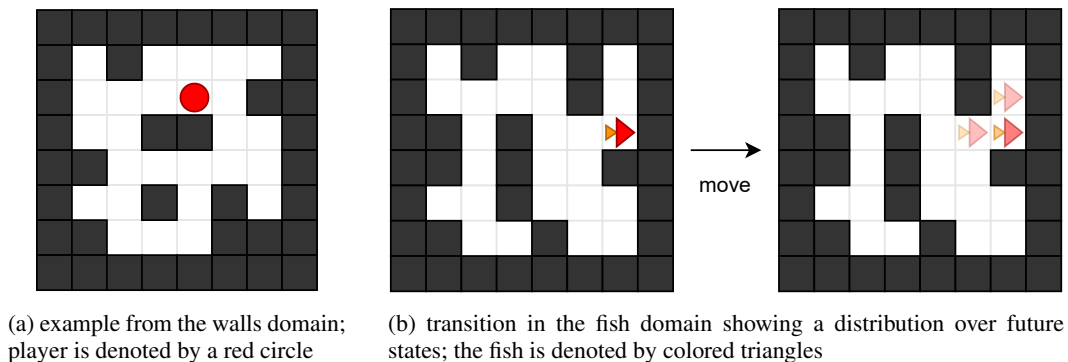 move
(a) example from the walls domain;
player is denoted by a red circle
(b) transition in the fish domain showing a distribution over future
states; the fish is denoted by colored triangles